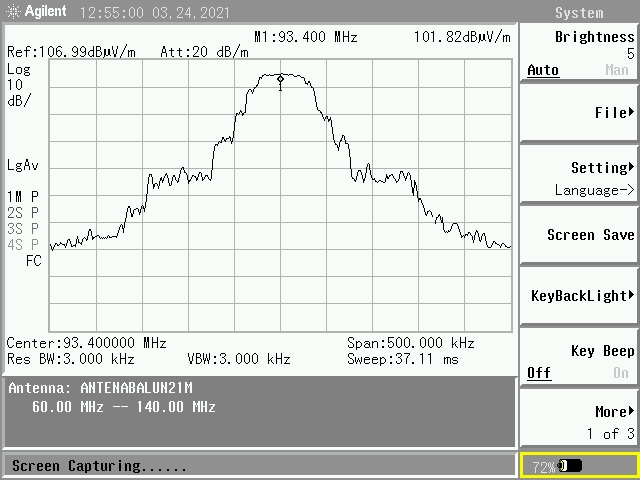 Agilent 12:55:00 03,24,2021 System
M1:93.400 MHz 101.82dBµV/m
Ref:106.99dBµV/m Att:20 dB/m
Log
10
dB/
1
LgAv
1M P
2S P
3S P
4S P
FC
Center:93.400000 MHz Span:500.000 kHz
Res BW:3.000 kHz VBW:3.000 kHz Sweep:37.11 ms
Antenna: ANTENABALUN21M
60.00 MHz -- 140.00 MHz
Screen Capturing......
Brightness
5
Auto Man
File
Setting
Language->
Screen Save
KeyBackLight
Key Beep
Off On
More
1 of 3
72%